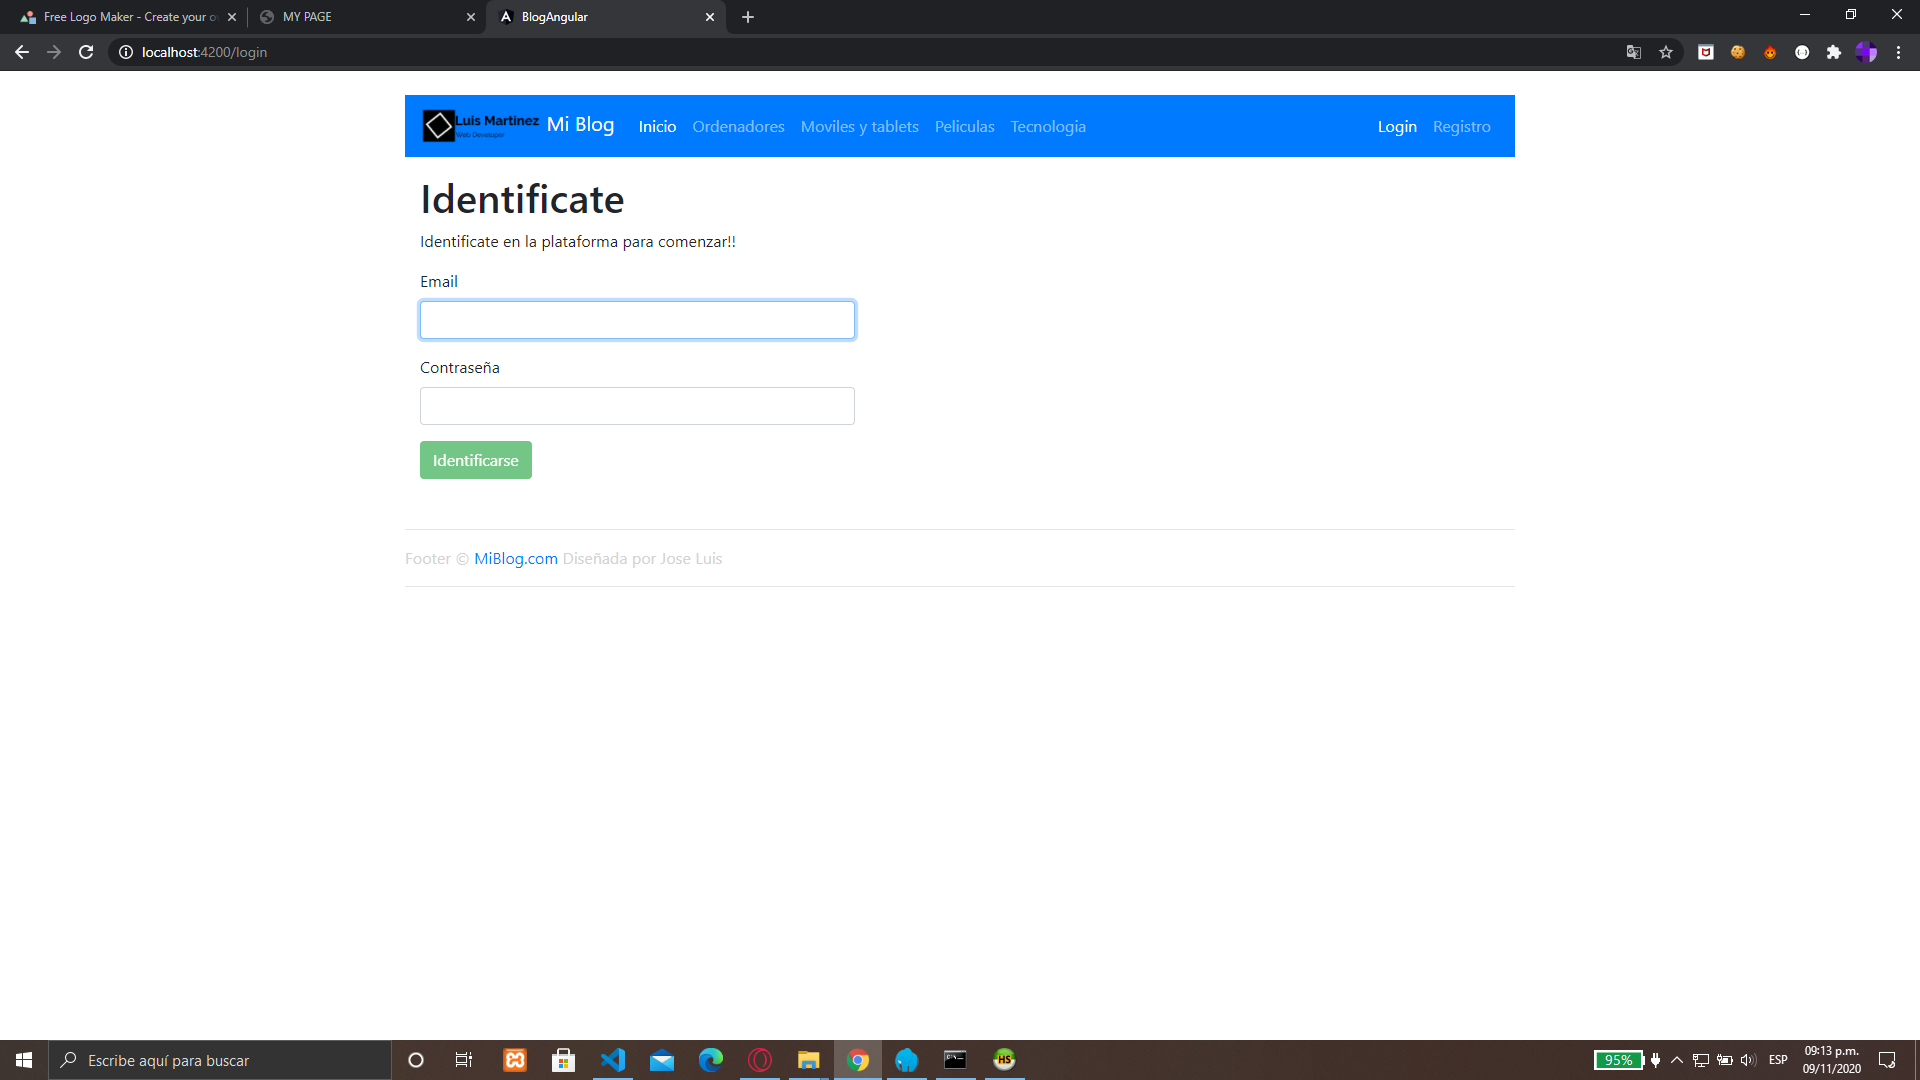 Free Logo Maker - Create your o
MY PAGE
BlogAngular
localhost:4200/login
Luis Martinez
Web Developer
Mi Blog
Inicio
Ordenadores
Moviles y tablets
Peliculas
Tecnologia
Login
Registro
Identificate
Identificate en la plataforma para comenzar!!
Email
Contraseña
Identificarse
Footer © MiBlog.com Diseñada por Jose Luis
Escribe aquí para buscar
HS
95%
ESP
09:13 p.m.
09/11/2020